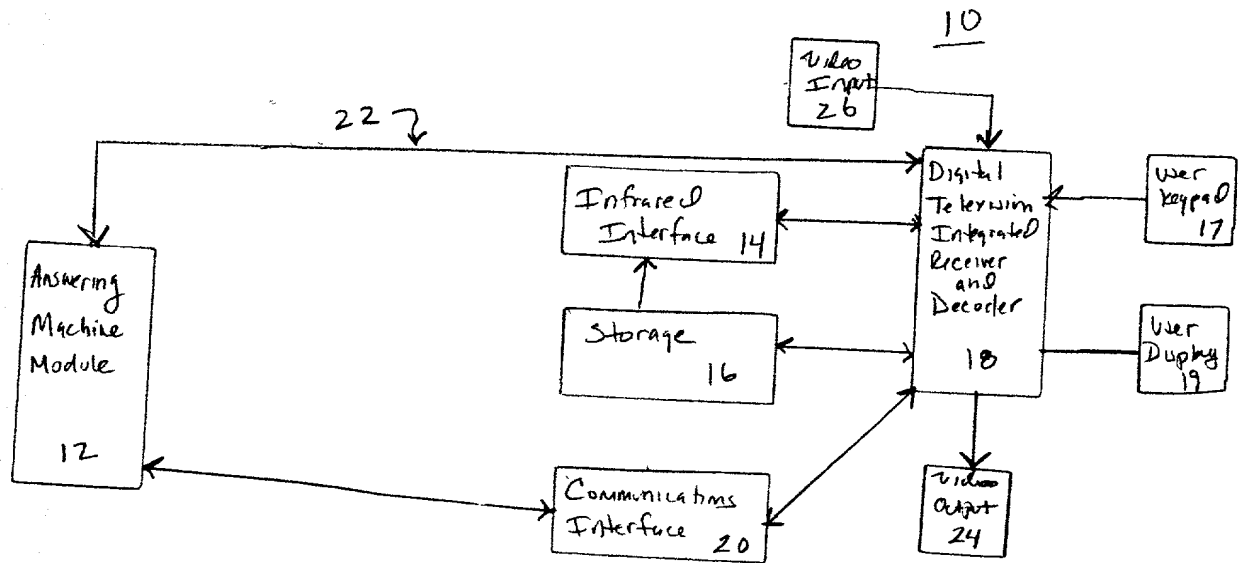 10
Video
Input
26
22
Digital
Television
Integrated
Receiver
and
Decoder
18
User
Keypad
17
Infrared
Interface 14
Answering
Machine
Module
12
Storage
16
User
Display
19
Communications
Interface 20
Video
Output
24